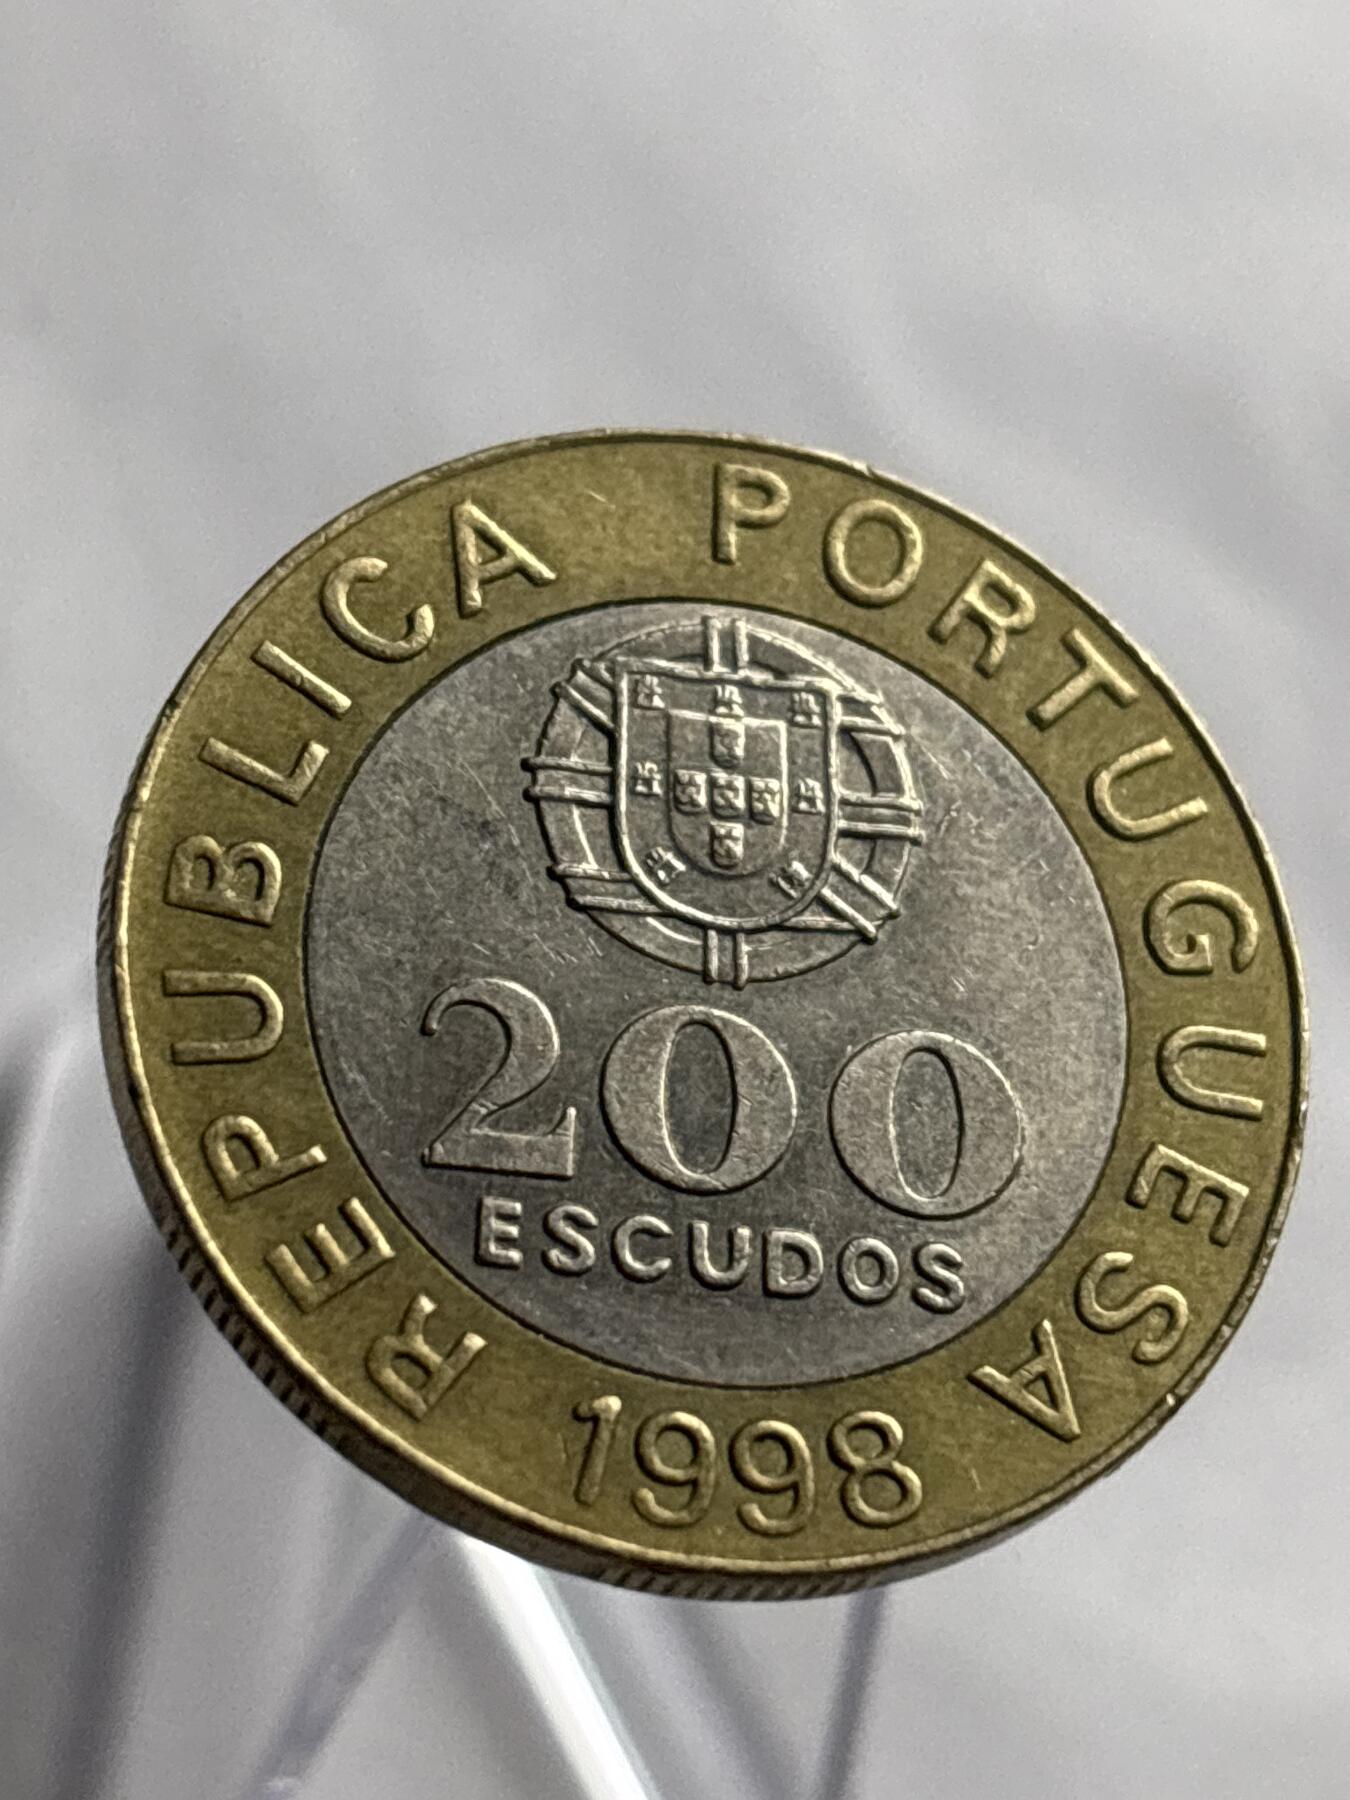 REPUBLICA PORTUGUESA
200
ESCUDOS
1998